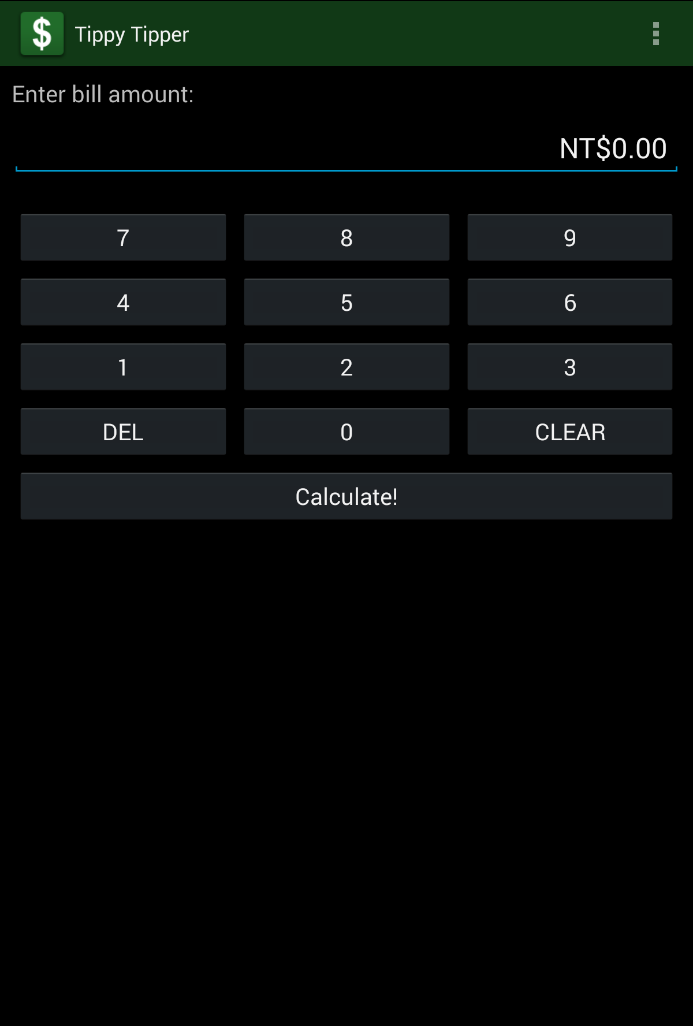 $ Tippy Tipper
Enter bill amount:
NT$0.00
7 8 9
4 5 6
1 2 3
DEL 0 CLEAR
Calculate!